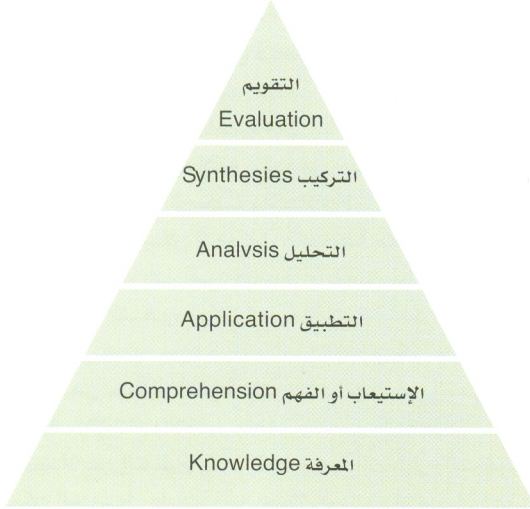 التقويم
Evaluation
التركيب Synthesies
التحليل Analvsis
التطبيق Application
الإستيعاب أو الفهم Comprehension
المعرفة Knowledge